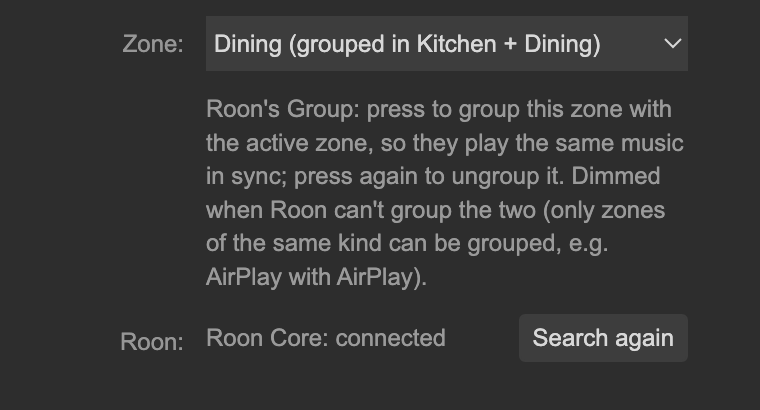 Zone: Dining (grouped in Kitchen + Dining)
Roon's Group: press to group this zone with
the active zone, so they play the same music
in sync; press again to ungroup it. Dimmed
when Roon can't group the two (only zones
of the same kind can be grouped, e.g.
AirPlay with AirPlay).
Roon: Roon Core: connected Search again